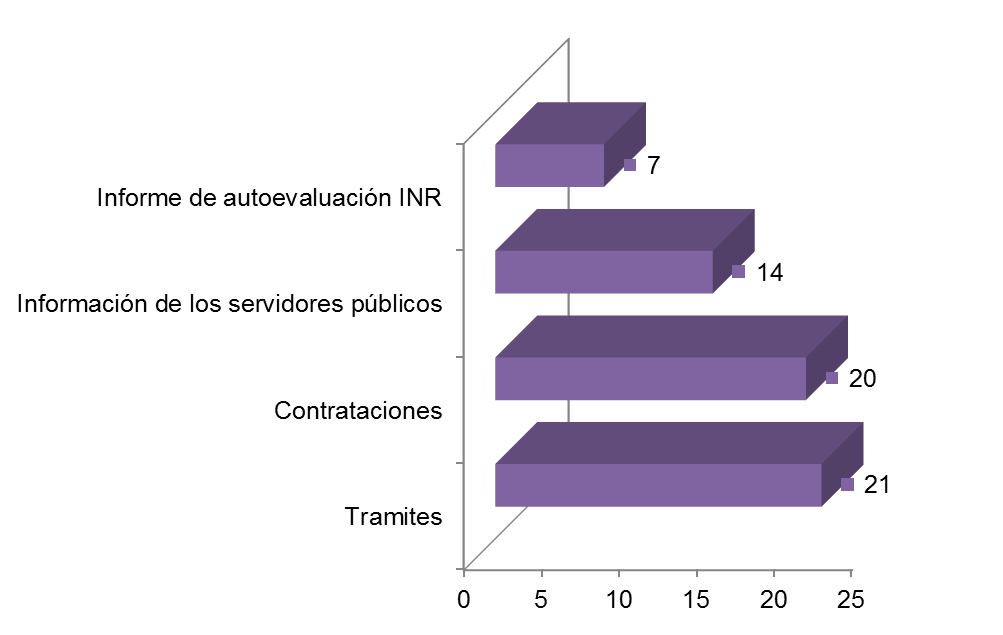 7
Informe de autoevaluación INR
14
Información de los servidores públicos
20
Contrataciones
21
Tramites
0 5 10 15 20 25